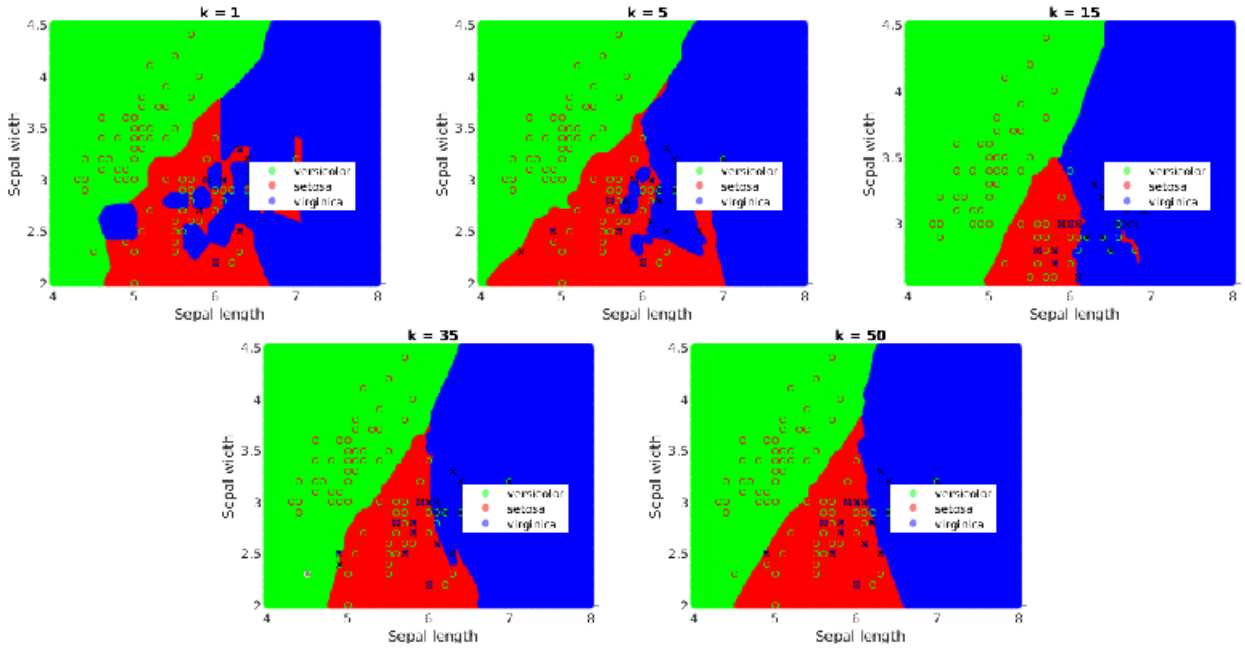 k = 1
4.5
4
3.5
3
2.5
2
4
5
6
7
8
Sepal width
Sepal length
versicolor
setosa
virginica
k = 5
4.5
4
3.5
3
2.5
2
4
5
6
7
8
Sepal width
Sepal length
versicolor
setosa
virginica
k = 15
4.5
4
3.5
3
2.5
4
5
6
7
8
Sepal width
Sepal length
versicolor
setosa
virginica
k = 35
4.5
4
3.5
3
2.5
2
4
5
6
7
8
Sepal width
Sepal length
versicolor
setosa
virginica
k = 50
4.5
4
3.5
3
2.5
2
4
5
6
7
8
Sepal width
Sepal length
versicolor
setosa
virginica